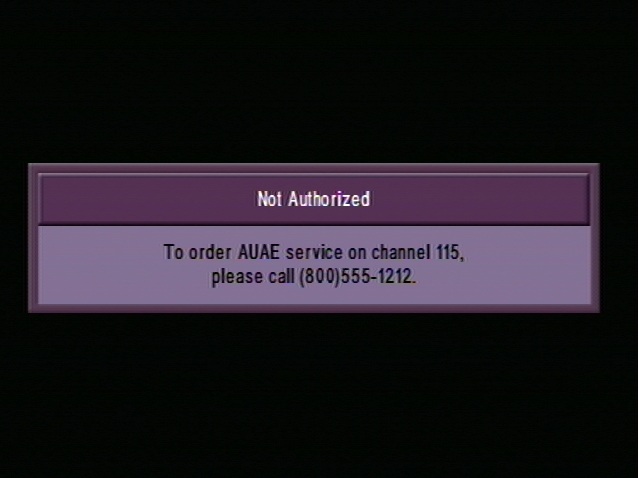 Not Authorized
To order AUAE service on channel 115,
please call (800)555-1212.